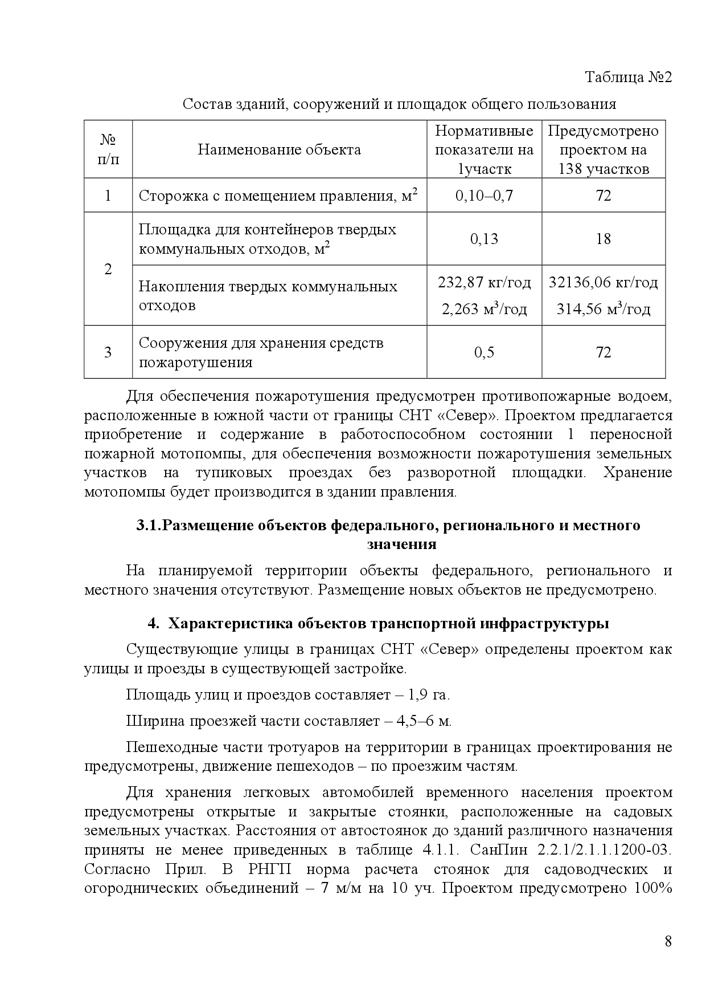 Таблица №2
Состав зданий, сооружений и площадок общего пользования
№ п/п
Наименование объекта
Нормативные показатели на 1участк
Предусмотрено проектом на 138 участков
1
Сторожка с помещением правления, м²
0,10–0,7
72
2
Площадка для контейнеров твердых
коммунальных отходов, м²
0,13
18
Накопления твердых коммунальных
отходов
232,87 кг/год
2,263 м³/год
32136,06 кг/год
314,56 м³/год
3
Сооружения для хранения средств
пожаротушения
0,5
72
Для обеспечения пожаротушения предусмотрен противопожарные водоем,
расположенные в южной части от границы СНТ «Север». Проектом предлагается
приобретение и содержание в работоспособном состоянии 1 переносной
пожарной мотопомпы, для обеспечения возможности пожаротушения земельных
участков на тупиковых проездах без разворотной площадки. Хранение
мотопомпы будет производится в здании правления.
3.1.Размещение объектов федерального, регионального и местного
значения
На планируемой территории объекты федерального, регионального и
местного значения отсутствуют. Размещение новых объектов не предусмотрено.
4. Характеристика объектов транспортной инфраструктуры
Существующие улицы в границах СНТ «Север» определены проектом как
улицы и проезды в существующей застройке.
Площадь улиц и проездов составляет – 1,9 га.
Ширина проезжей части составляет – 4,5–6 м.
Пешеходные части тротуаров на территории в границах проектирования не
предусмотрены, движение пешеходов – по проезжим частям.
Для хранения легковых автомобилей временного населения проектом
предусмотрены открытые и закрытые стоянки, расположенные на садовых
земельных участках. Расстояния от автостоянок до зданий различного назначения
приняты не менее приведенных в таблице 4.1.1. СанПин 2.2.1/2.1.1.1200-03.
Согласно Прил. В РНГП норма расчета стоянок для садоводческих и
огороднических объединений – 7 м/м на 10 уч. Проектом предусмотрено 100%
8